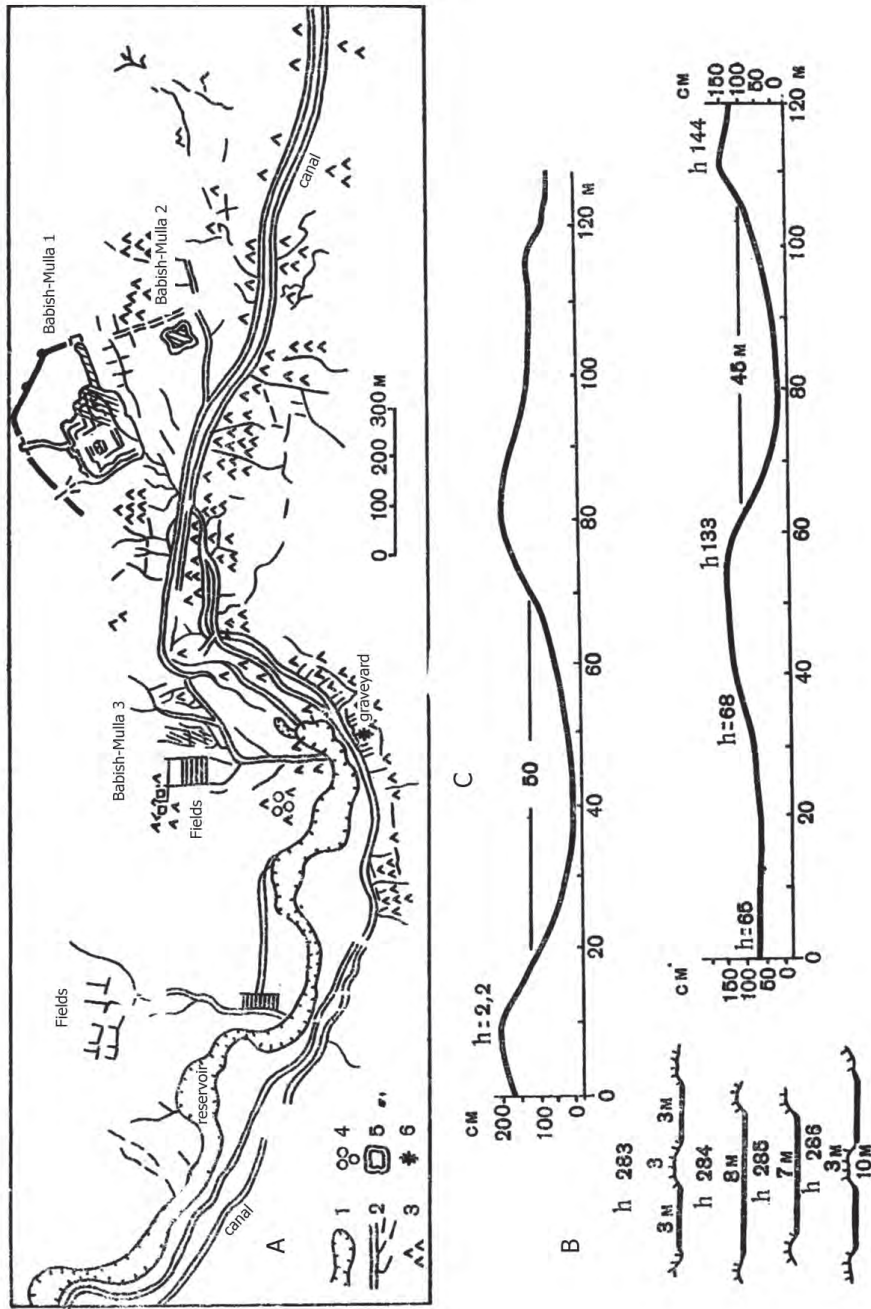 Babish-Mulla 1
Babish-Mulla 2
canal
Babish-Mulla 3
Fields
graveyard
Fields
reservoir
canal
0 100 200 300 М
A
1
2
3
4
5
6
B
h 283
3М 3 3М
h 284
8М
h 285
7М
h 286
3М
10М
C
СМ
200
100
0
h=2,2
50
0 20 40 60 80 100 120 М
СМ
150
100
50
0
h=65
h=68
h 133
45 М
h 144
СМ
150
100
50
0
0 20 40 60 80 100 120 М